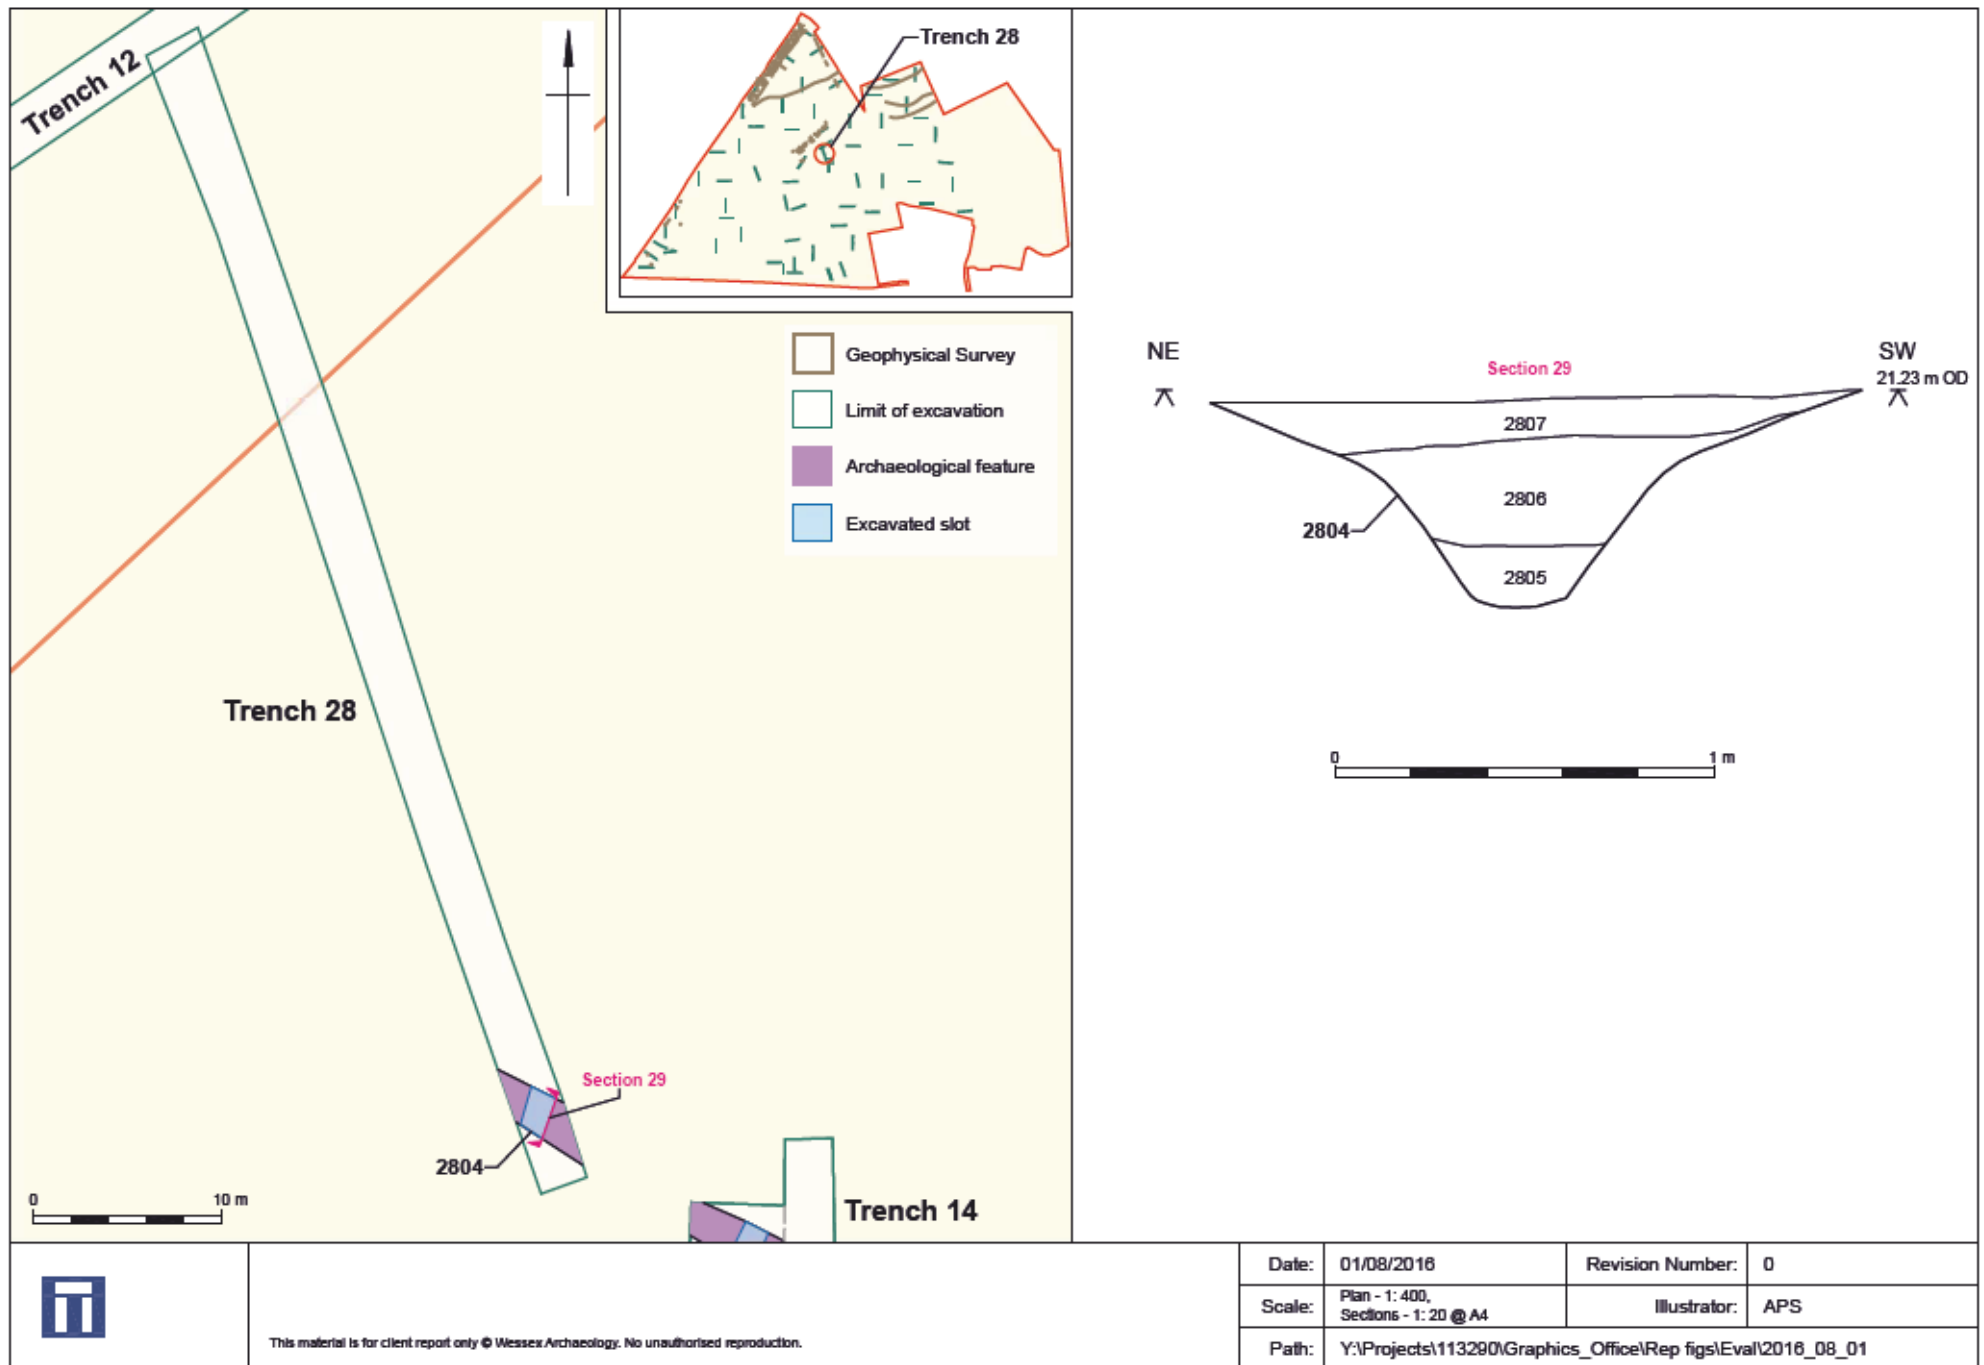 Trench 12
Trench 28
Geophysical Survey
Limit of excavation
Archaeological feature
Excavated slot
Trench 28
Section 29
2804
0 10 m
Trench 14
NE
SW
21.23 m OD
Section 29
2807
2806
2804
2805
0 1 m
This material is for client report only © Wessex Archaeology. No unauthorised reproduction.
Date: 01/08/2016 Revision Number: 0
Scale: Plan - 1: 400,
Sections - 1: 20 @ A4 Illustrator: APS
Path: Y:\Projects\113290\Graphics_Office\Rep figs\Eval\2016_08_01